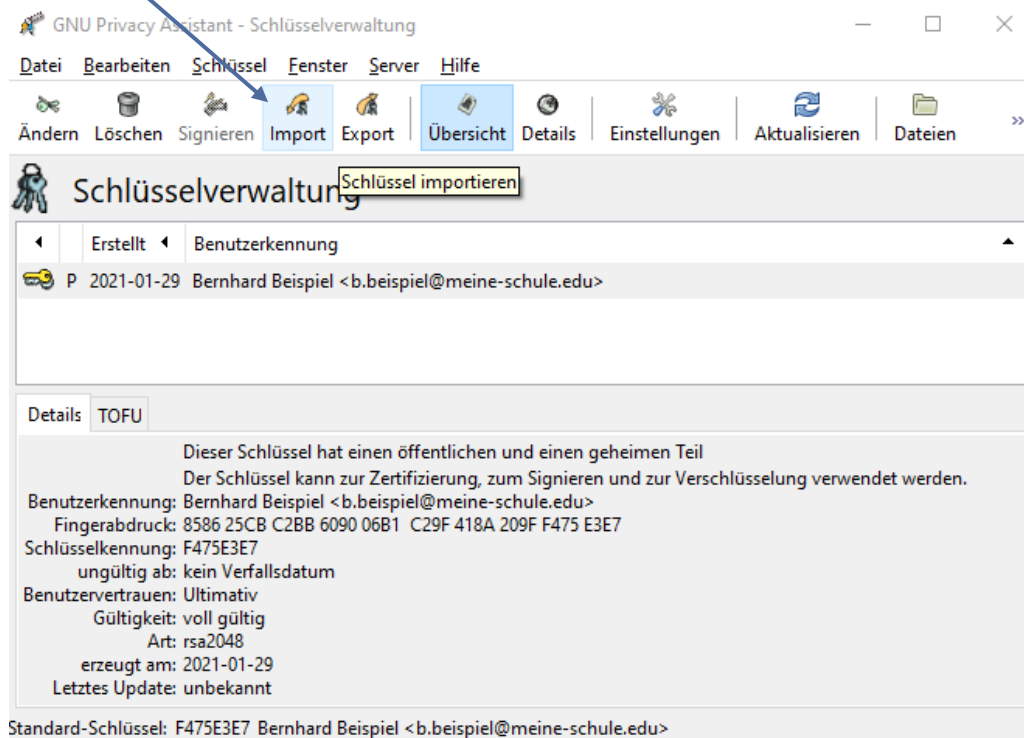 GNU Privacy Assistant - Schlüsselverwaltung
Datei Bearbeiten Schlüssel Fenster Server Hilfe
Ändern Löschen Signieren Import Export Übersicht Details Einstellungen Aktualisieren Dateien »
Schlüsselverwaltung
Schlüssel importieren
Erstellt Benutzerkennung
P 2021-01-29 Bernhard Beispiel <b.beispiel@meine-schule.edu>
Details TOFU
Dieser Schlüssel hat einen öffentlichen und einen geheimen Teil
Der Schlüssel kann zur Zertifizierung, zum Signieren und zur Verschlüsselung verwendet werden.
Benutzerkennung: Bernhard Beispiel <b.beispiel@meine-schule.edu>
Fingerabdruck: 8586 25CB C2BB 6090 06B1 C29F 418A 209F F475 E3E7
Schlüsselkennung: F475E3E7
ungültig ab: kein Verfallsdatum
Benutzervertrauen: Ultimativ
Gültigkeit: voll gültig
Art: rsa2048
erzeugt am: 2021-01-29
Letztes Update: unbekannt
Standard-Schlüssel: F475E3E7 Bernhard Beispiel <b.beispiel@meine-schule.edu>